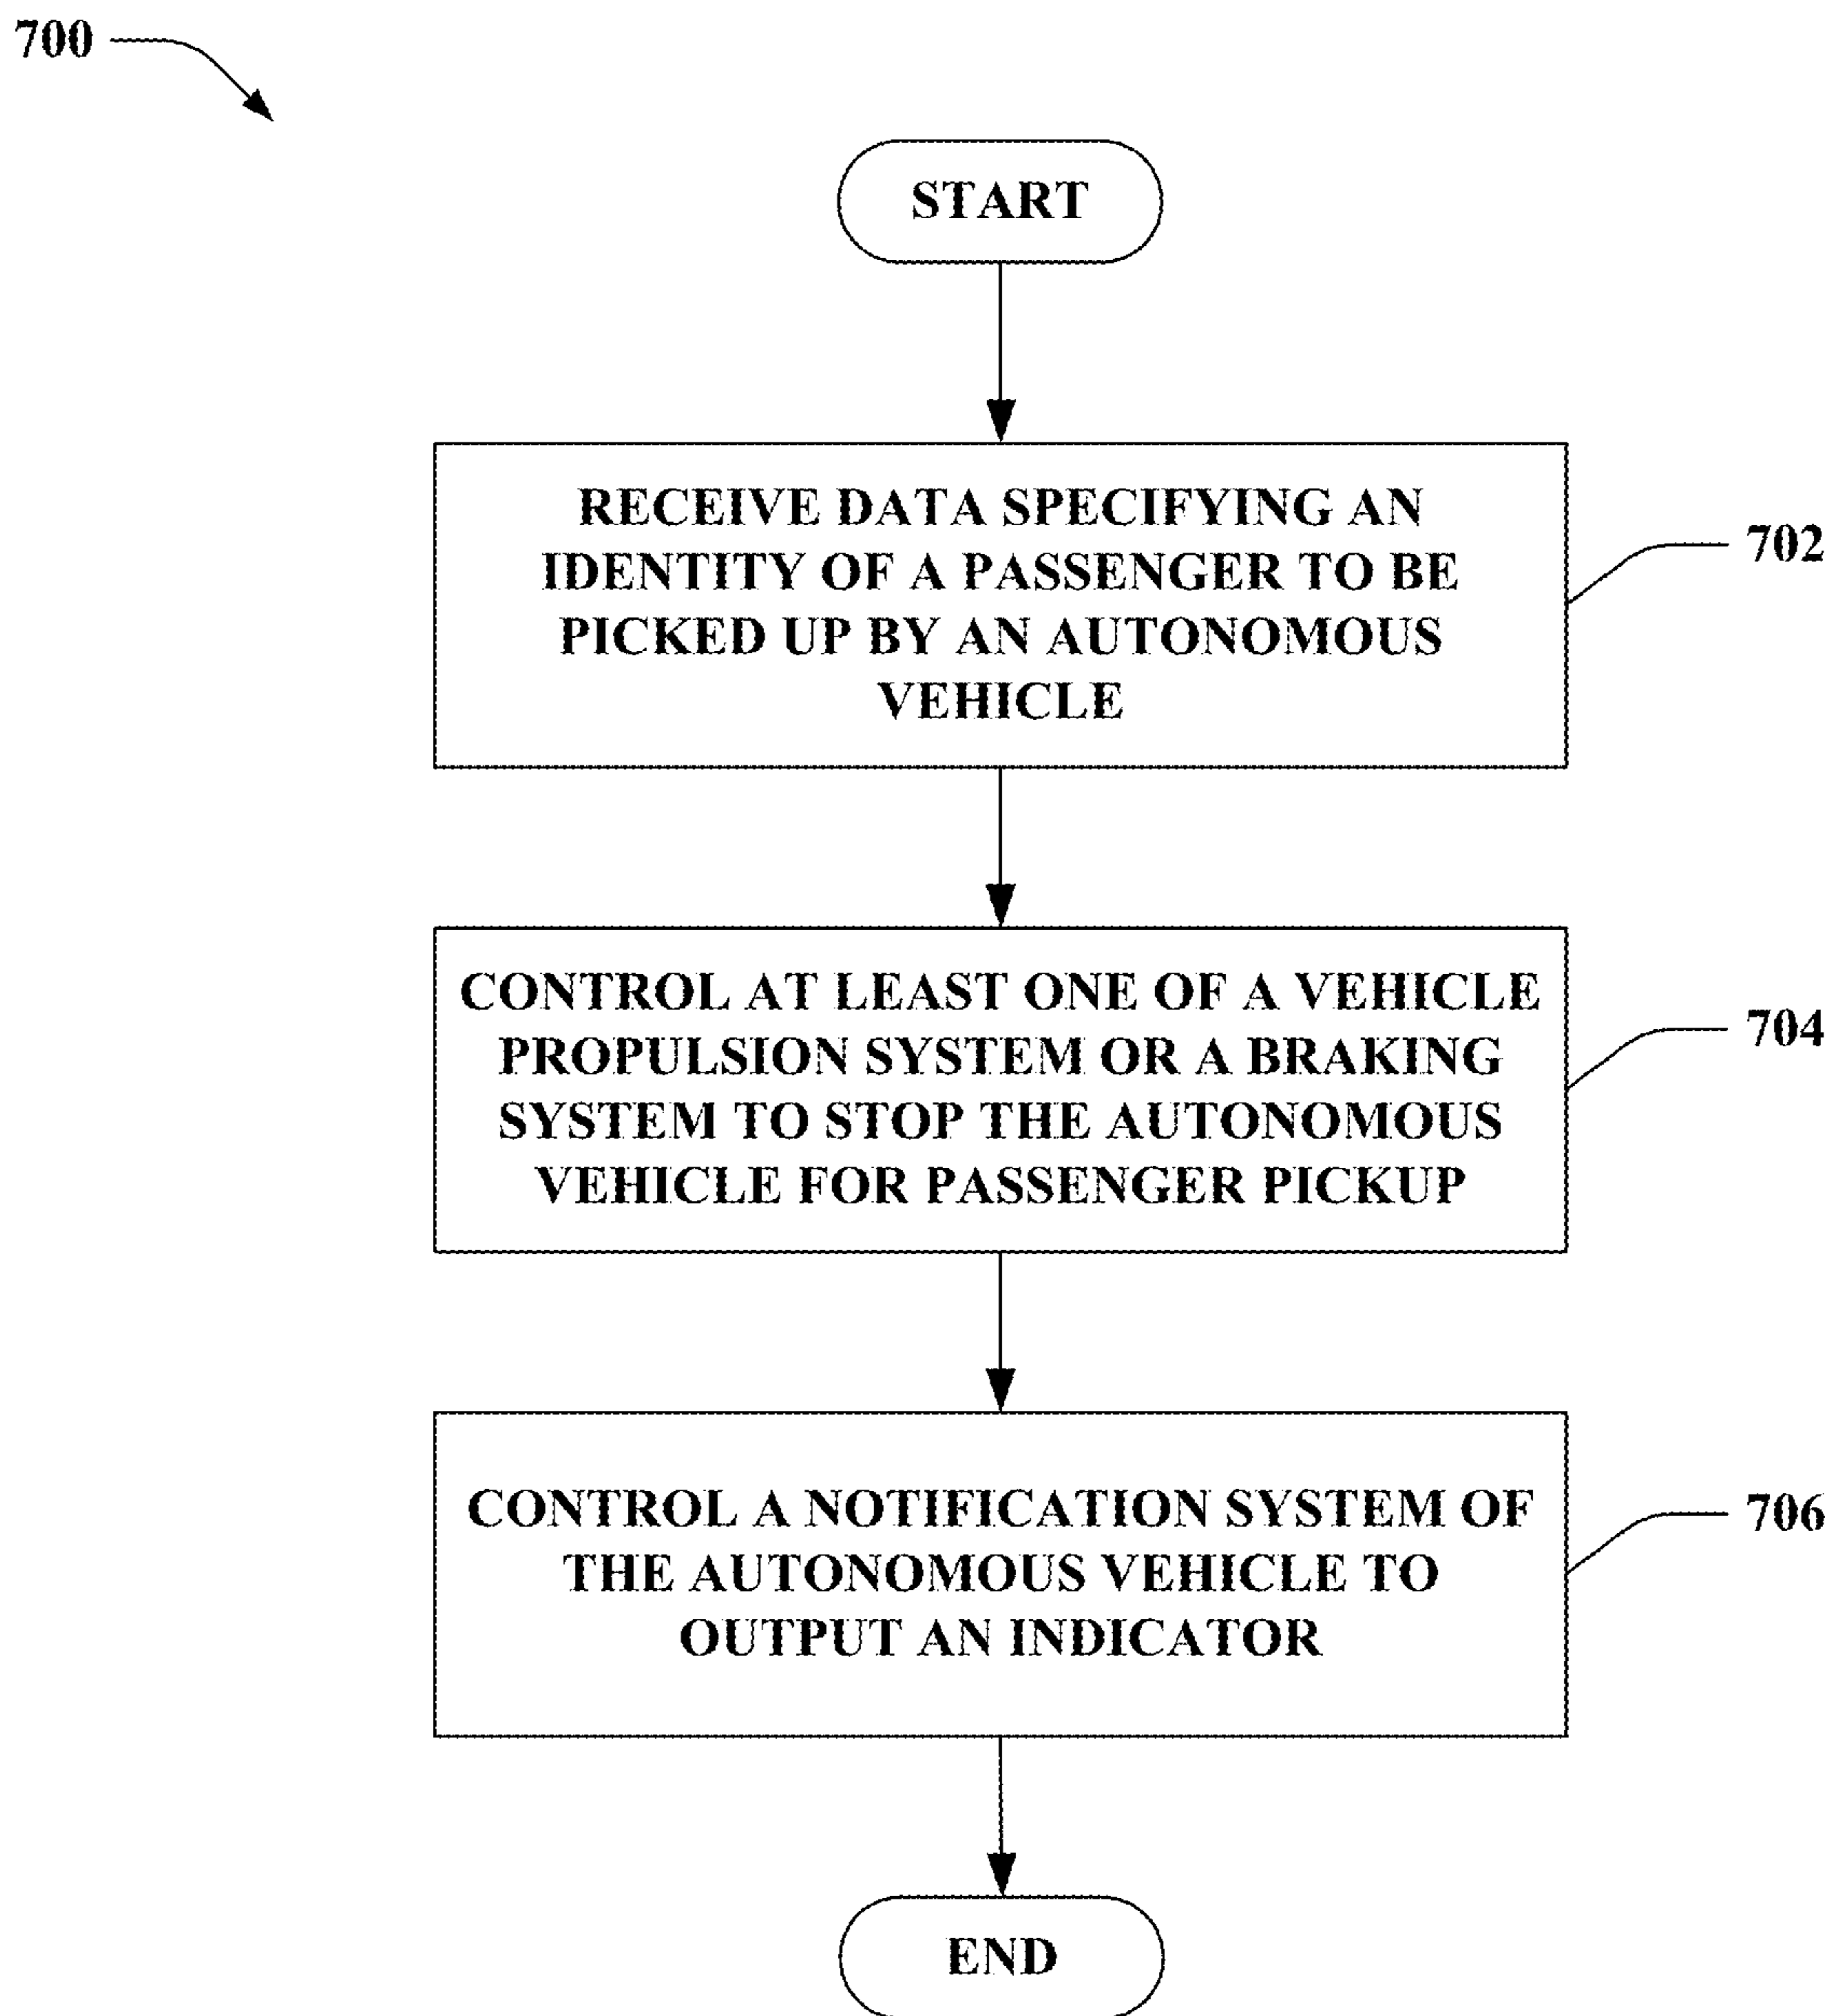 700
START
RECEIVE DATA SPECIFYING AN
IDENTITY OF A PASSENGER TO BE
PICKED UP BY AN AUTONOMOUS
VEHICLE
702
CONTROL AT LEAST ONE OF A VEHICLE
PROPULSION SYSTEM OR A BRAKING
SYSTEM TO STOP THE AUTONOMOUS
VEHICLE FOR PASSENGER PICKUP
704
CONTROL A NOTIFICATION SYSTEM OF
THE AUTONOMOUS VEHICLE TO
OUTPUT AN INDICATOR
706
END